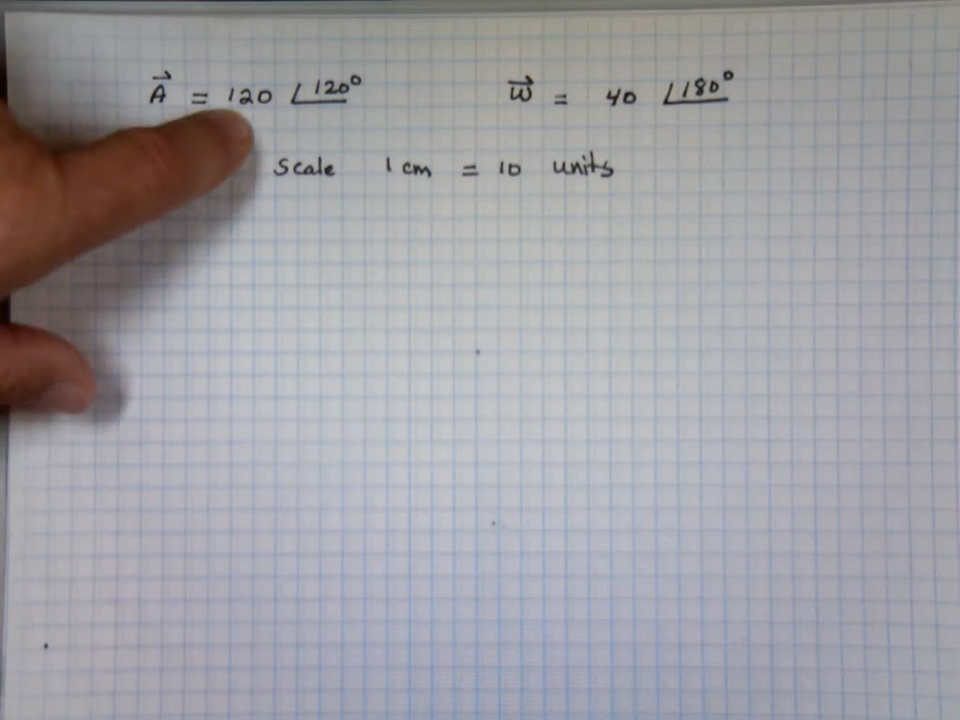 A⃗ = 120 ∠120° W⃗ = 40 ∠180°
Scale 1 cm = 10 units